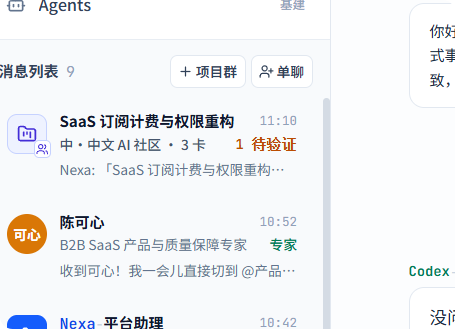 Agents 基建
消息列表 9
项目群 单聊
SaaS 订阅计费与权限重构 11:10
中·中文 AI 社区 · 3 卡 1 待验证
Nexa: 「SaaS 订阅计费与权限重构…
可心
陈可心 10:52
B2B SaaS 产品与质量保障专家 专家
收到可心！我一会儿直接切到 @产品…
Nexa-平台助理 10:42
你好
式事
致，
Codex
没问